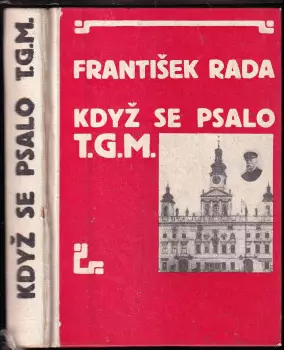 KDYŽ SE PSALO T.G.M.
FRANTIŠEK RADA
KDYŽ SE PSALO
T.G.M.